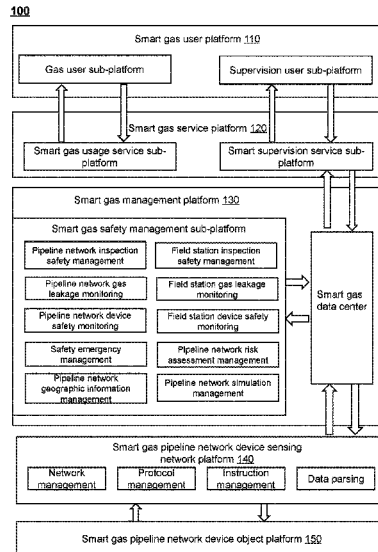 100
Smart gas user platform 110
Gas user sub-platform
Supervision user sub-platform
Smart gas service platform 120
Smart gas usage service sub-
platform
Smart supervision service sub-
platform
Smart gas management platform 130
Smart gas safety management sub-platform
Pipeline network inspection
safety management
Field station inspection
safety management
Pipeline network gas
leakage monitoring
Field station gas leakage
monitoring
Pipeline network device
safety monitoring
Field station device safety
monitoring
Safety emergency
management
Pipeline network risk
assessment management
Pipeline network
geographic information
management
Pipeline network simulation
management
Smart gas
data center
Smart gas pipeline network device sensing
network platform 140
Network
management
Protocol
management
Instruction
management
Data parsing
Smart gas pipeline network device object platform 150